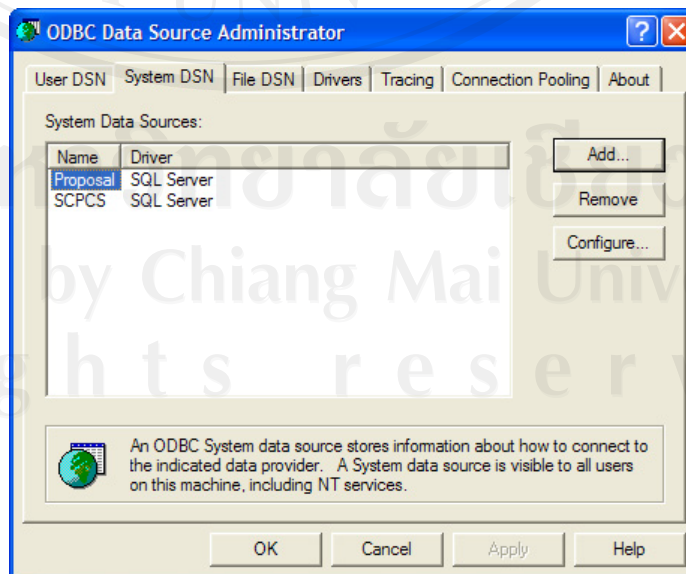 ODBC Data Source Administrator
User DSN System DSN File DSN Drivers Tracing Connection Pooling About
System Data Sources:
Name Driver
Proposal SQL Server
SCPCS SQL Server
Add...
Remove
Configure...
by Chiang Mai Univ
ghts reserv
An ODBC System data source stores information about how to connect to
the indicated data provider. A System data source is visible to all users
on this machine, including NT services.
OK Cancel Apply Help